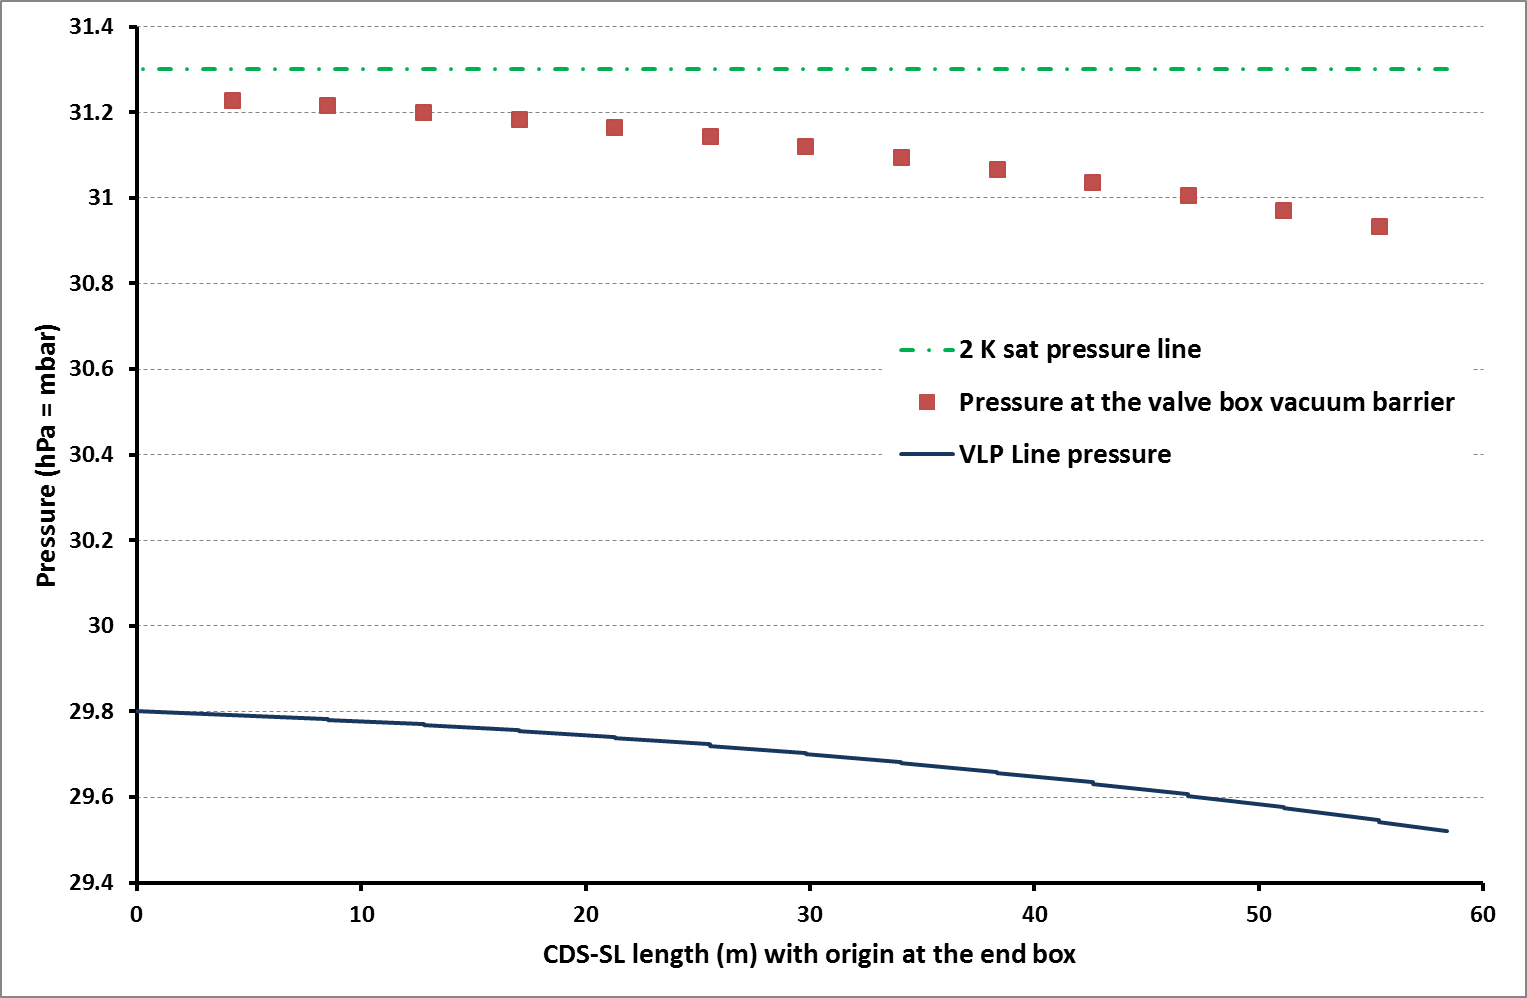 31.4
31.2
31
30.8
30.6
30.4
30.2
30
29.8
29.6
29.4
Pressure (hPa = mbar)
2 K sat pressure line
Pressure at the valve box vacuum barrier
VLP Line pressure
0 10 20 30 40 50 60
CDS-SL length (m) with origin at the end box